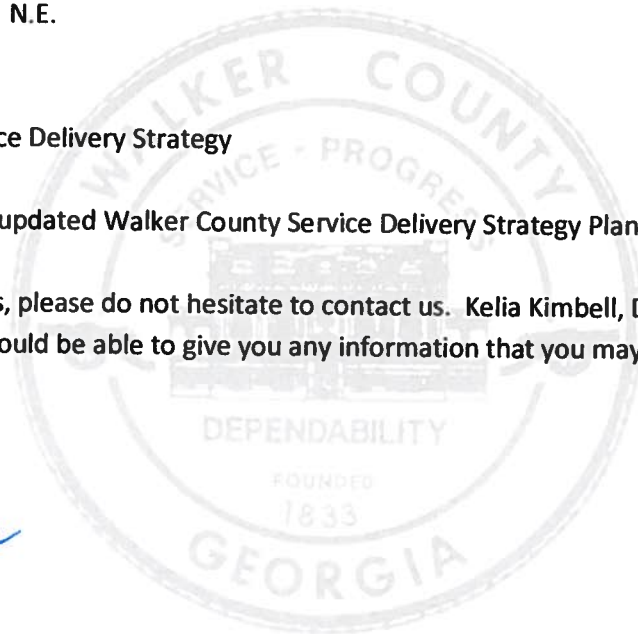 N.E.
ce Delivery Strategy
updated Walker County Service Delivery Strategy Plan
s, please do not hesitate to contact us. Kelia Kimbell, D
ould be able to give you any information that you may
WALKER COUNTY
SERVICE - PROGRESS
DEPENDABILITY
FOUNDED
1833
GEORGIA